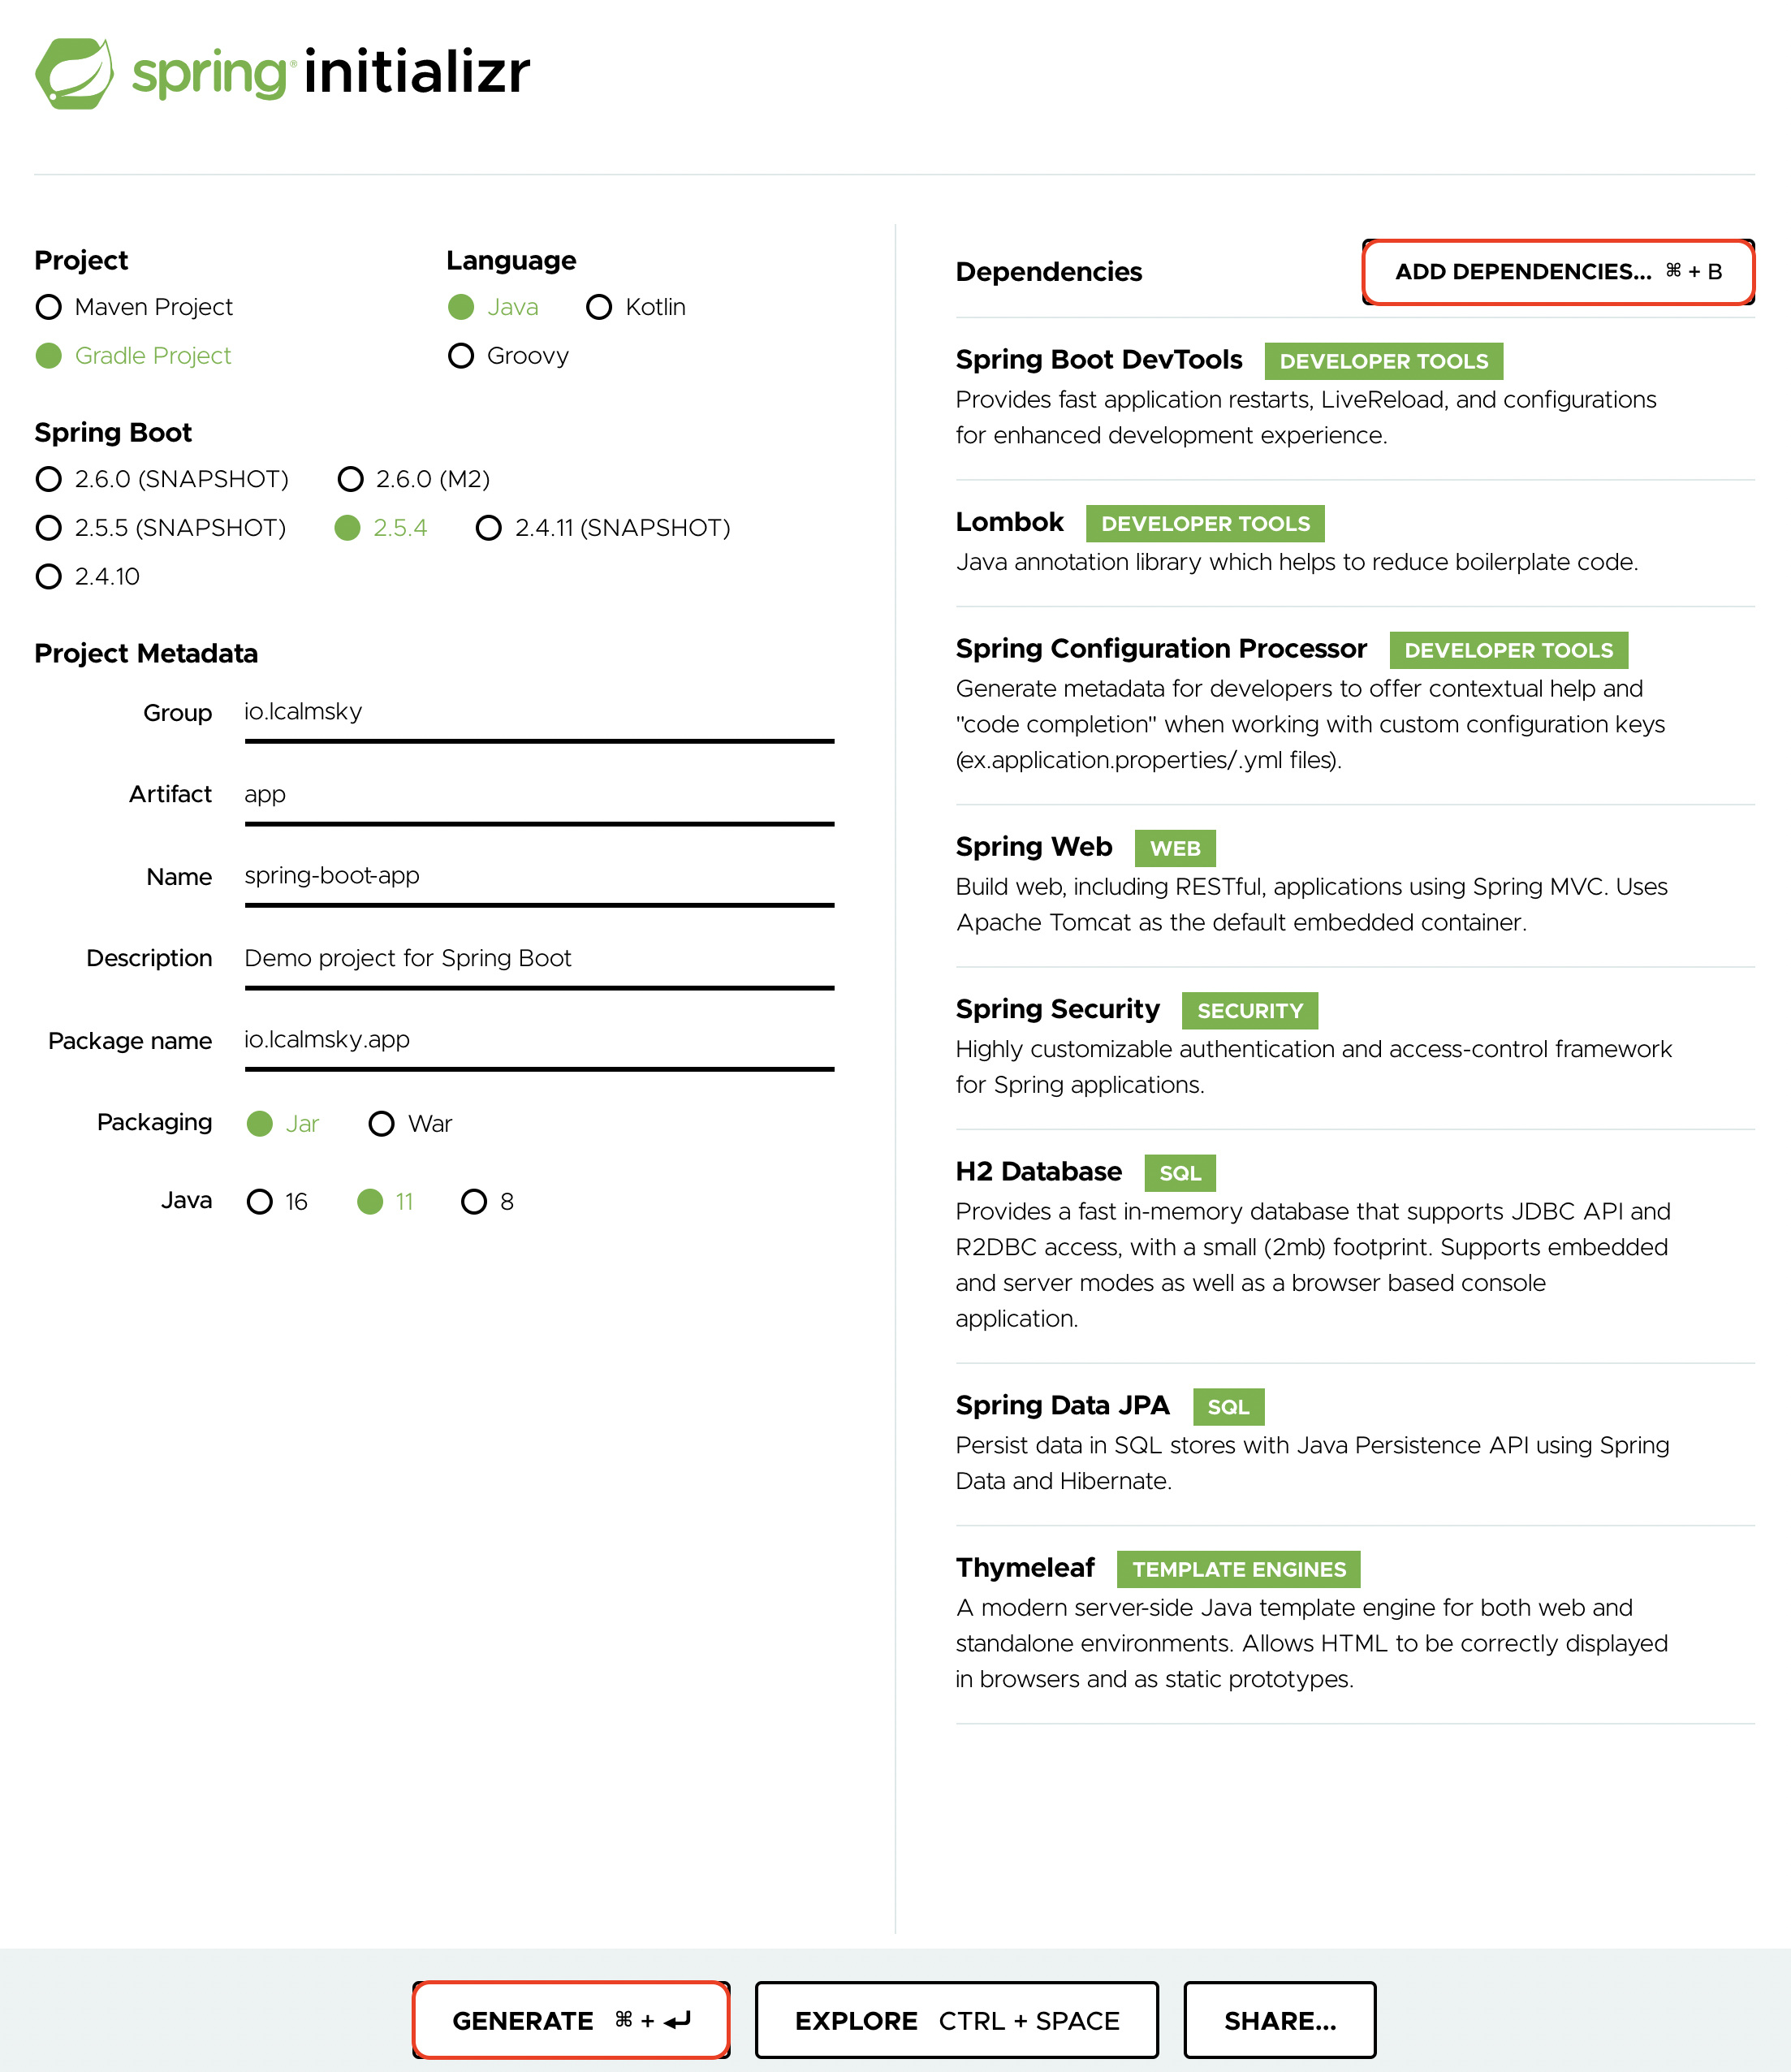 spring initializr
Project
Maven Project
Gradle Project
Language
Java Kotlin
Groovy
Spring Boot
2.6.0 (SNAPSHOT) 2.6.0 (M2)
2.5.5 (SNAPSHOT) 2.5.4 2.4.11 (SNAPSHOT)
2.4.10
Project Metadata
Group io.lcalmsky
Artifact app
Name spring-boot-app
Description Demo project for Spring Boot
Package name io.lcalmsky.app
Packaging Jar War
Java 16 11 8
Dependencies ADD DEPENDENCIES... ⌘ + B
Spring Boot DevTools DEVELOPER TOOLS
Provides fast application restarts, LiveReload, and configurations
for enhanced development experience.
Lombok DEVELOPER TOOLS
Java annotation library which helps to reduce boilerplate code.
Spring Configuration Processor DEVELOPER TOOLS
Generate metadata for developers to offer contextual help and
"code completion" when working with custom configuration keys
(ex.application.properties/.yml files).
Spring Web WEB
Build web, including RESTful, applications using Spring MVC. Uses
Apache Tomcat as the default embedded container.
Spring Security SECURITY
Highly customizable authentication and access-control framework
for Spring applications.
H2 Database SQL
Provides a fast in-memory database that supports JDBC API and
R2DBC access, with a small (2mb) footprint. Supports embedded
and server modes as well as a browser based console
application.
Spring Data JPA SQL
Persist data in SQL stores with Java Persistence API using Spring
Data and Hibernate.
Thymeleaf TEMPLATE ENGINES
A modern server-side Java template engine for both web and
standalone environments. Allows HTML to be correctly displayed
in browsers and as static prototypes.
GENERATE ⌘ + ↵ EXPLORE CTRL + SPACE SHARE...